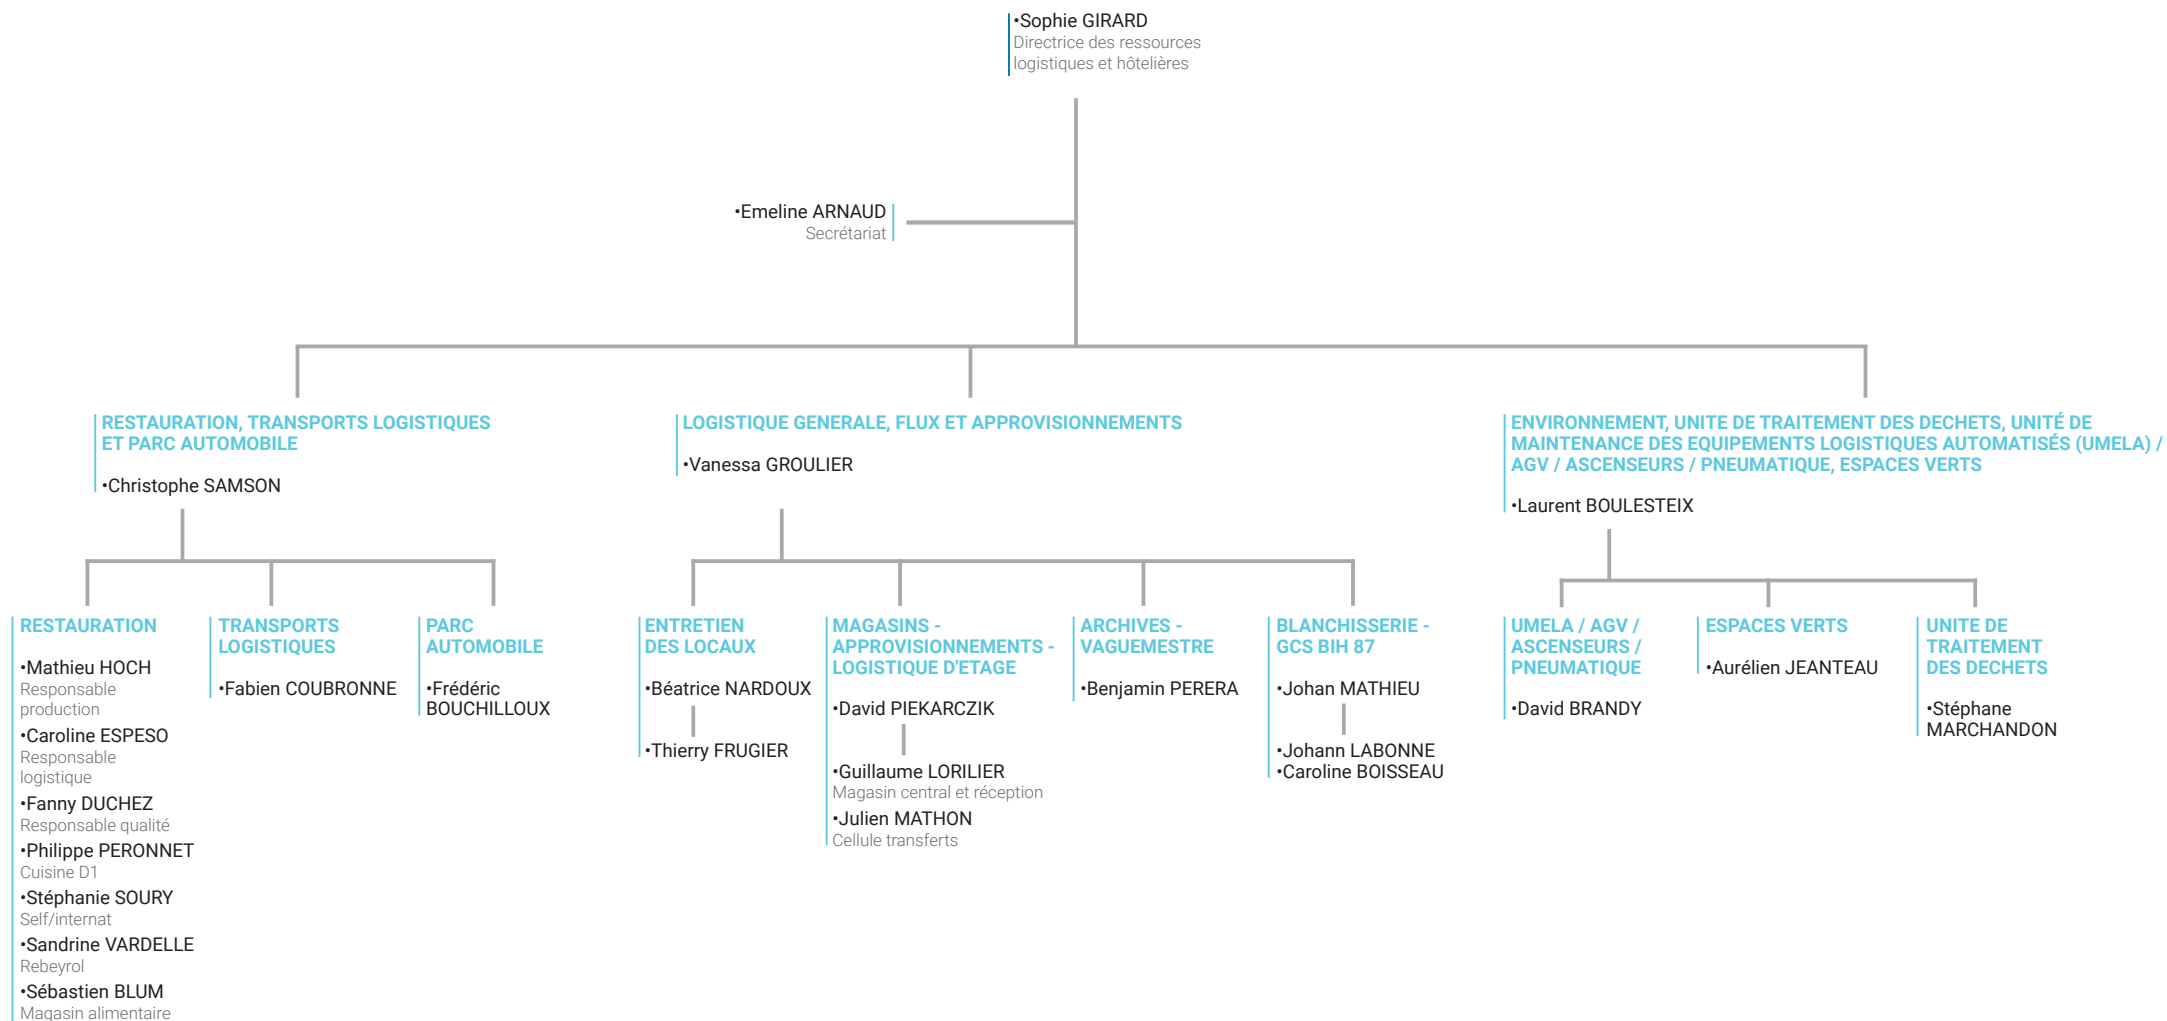 •Sophie GIRARD
Directrice des ressources
logistiques et hôtelières
•Emeline ARNAUD
Secrétariat
RESTAURATION, TRANSPORTS LOGISTIQUES
ET PARC AUTOMOBILE
•Christophe SAMSON
LOGISTIQUE GENERALE, FLUX ET APPROVISIONNEMENTS
•Vanessa GROULIER
ENVIRONNEMENT, UNITE DE TRAITEMENT DES DECHETS, UNITÉ DE
MAINTENANCE DES EQUIPEMENTS LOGISTIQUES AUTOMATISÉS (UMELA) /
AGV / ASCENSEURS / PNEUMATIQUE, ESPACES VERTS
•Laurent BOULESTEIX
RESTAURATION
•Mathieu HOCH
Responsable
production
•Caroline ESPESO
Responsable
logistique
•Fanny DUCHEZ
Responsable qualité
•Philippe PERONNET
Cuisine D1
•Stéphanie SOURY
Self/internat
•Sandrine VARDELLE
Rebeyrol
•Sébastien BLUM
Magasin alimentaire
TRANSPORTS
LOGISTIQUES
•Fabien COUBRONNE
PARC
AUTOMOBILE
•Frédéric
BOUCHILLOUX
ENTRETIEN
DES LOCAUX
•Béatrice NARDOUX
•Thierry FRUGIER
MAGASINS -
APPROVISIONNEMENTS -
LOGISTIQUE D'ETAGE
•David PIEKARCZIK
•Guillaume LORILIER
Magasin central et réception
•Julien MATHON
Cellule transferts
ARCHIVES -
VAGUEMESTRE
•Benjamin PERERA
BLANCHISSERIE -
GCS BIH 87
•Johan MATHIEU
•Johann LABONNE
•Caroline BOISSEAU
UMELA / AGV /
ASCENSEURS /
PNEUMATIQUE
•David BRANDY
ESPACES VERTS
•Aurélien JEANTEAU
UNITE DE
TRAITEMENT
DES DECHETS
•Stéphane
MARCHANDON